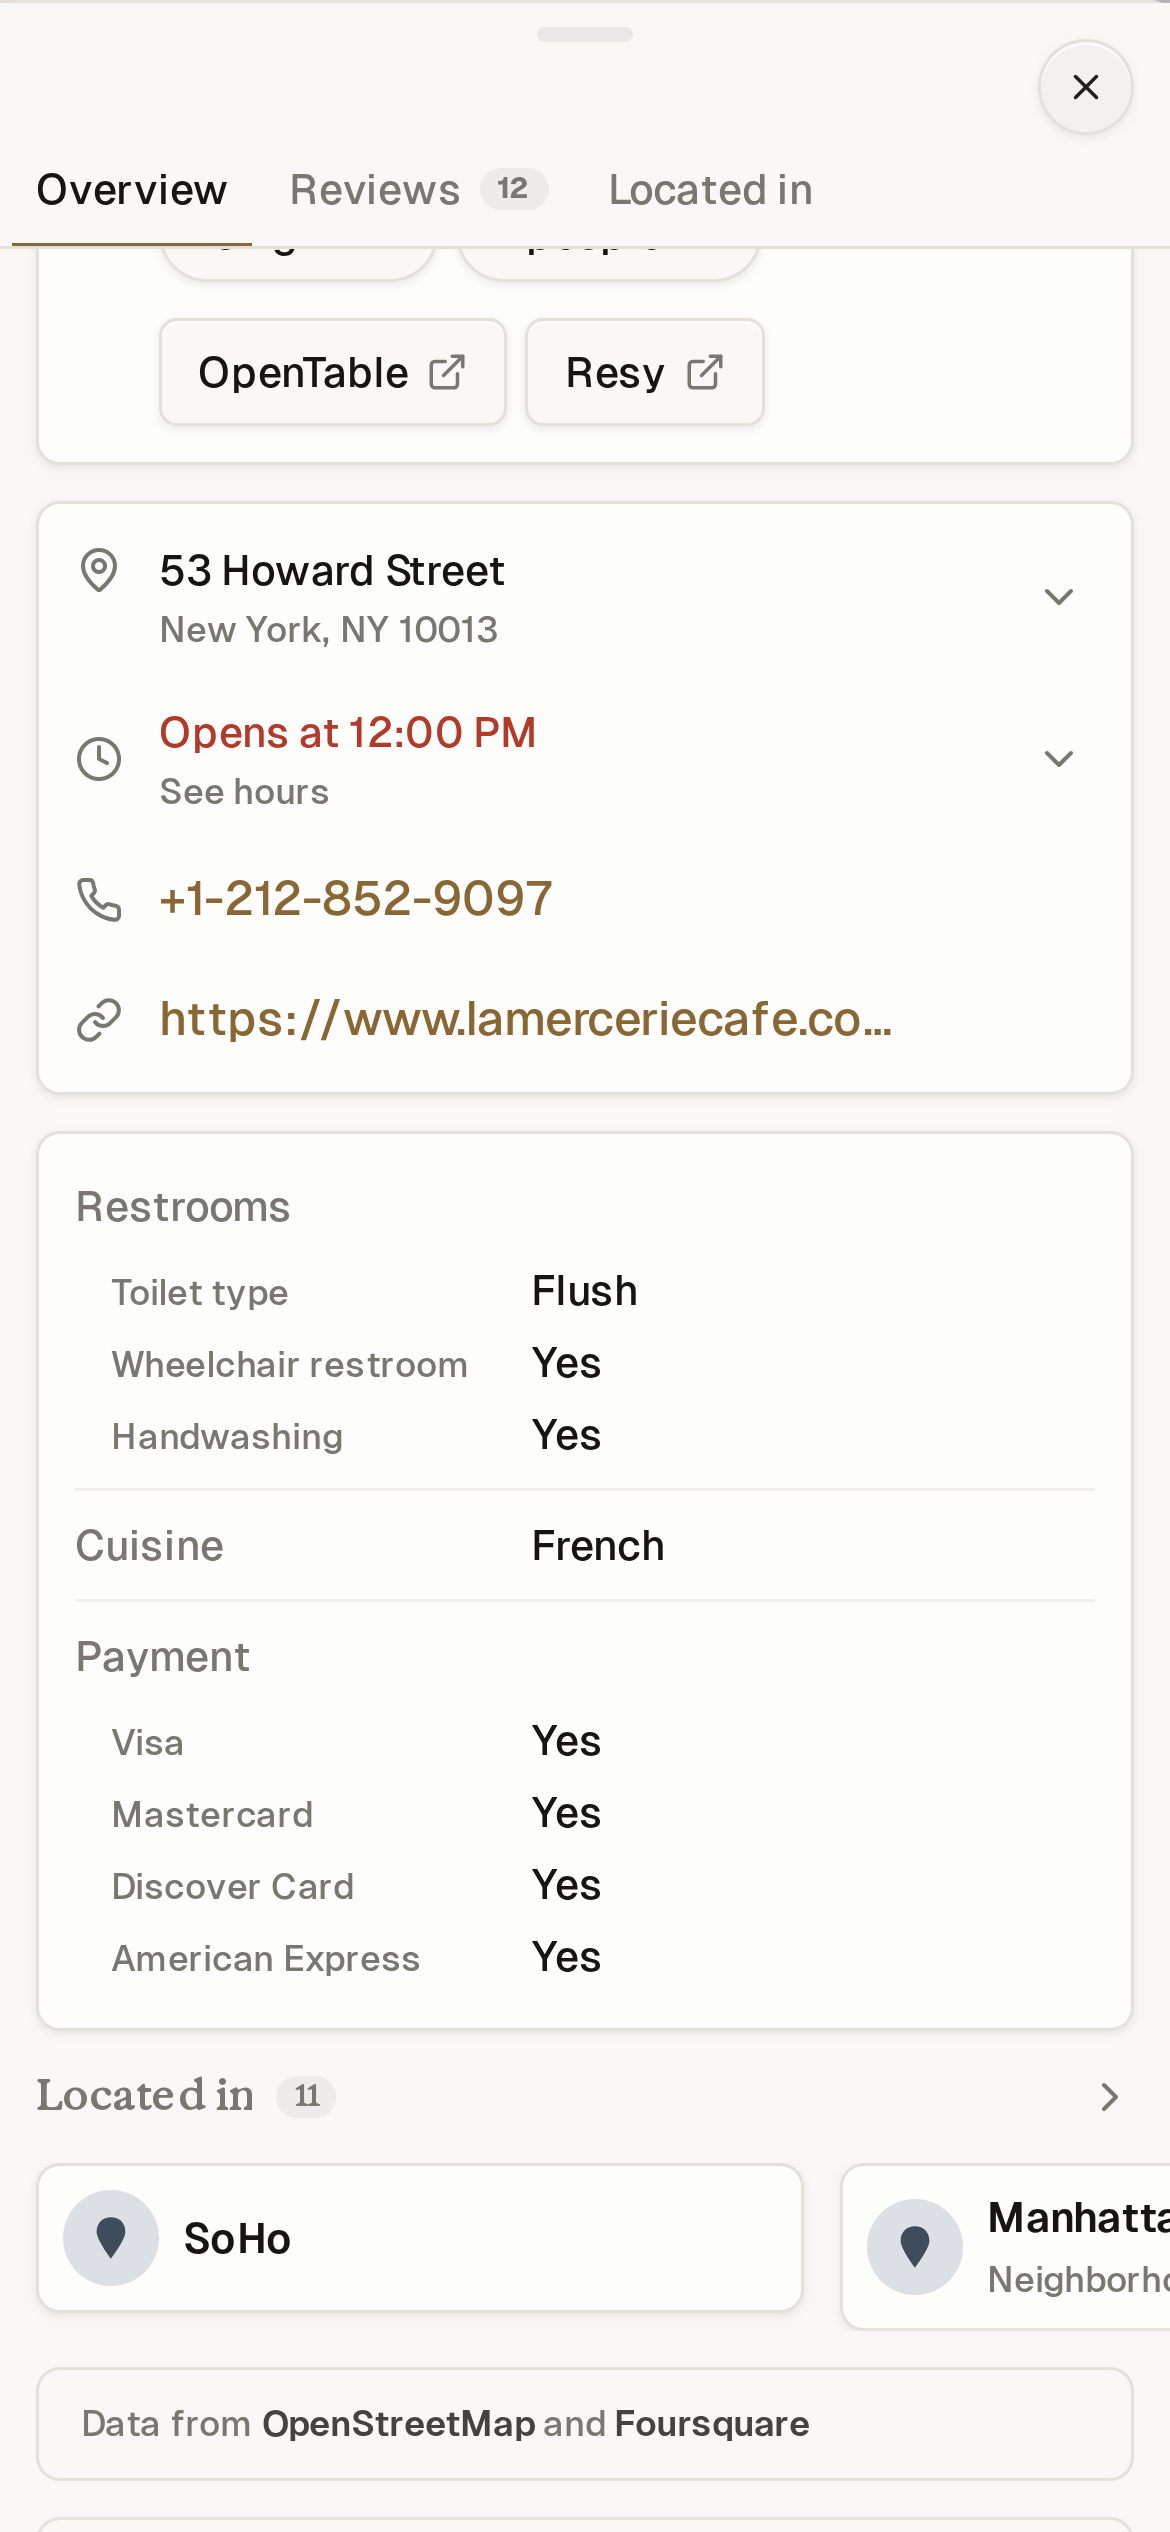 Overview
Reviews 12
Located in
OpenTable
Resy
53 Howard Street
New York, NY 10013
Opens at 12:00 PM
See hours
+1-212-852-9097
https://www.lamerceriecafe.co…
Restrooms
Toilet type Flush
Wheelchair restroom Yes
Handwashing Yes
Cuisine French
Payment
Visa Yes
Mastercard Yes
Discover Card Yes
American Express Yes
Located in 11
SoHo
Manhatta
Neighborho
Data from OpenStreetMap and Foursquare